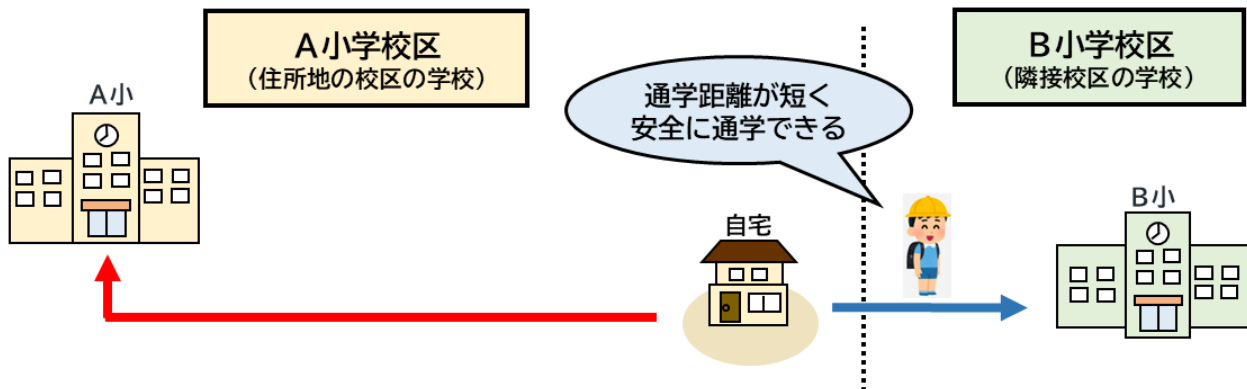 A小学校区
（住所地の校区の学校）
B小学校区
（隣接校区の学校）
A小
通学距離が短く
安全に通学できる
B小
自宅